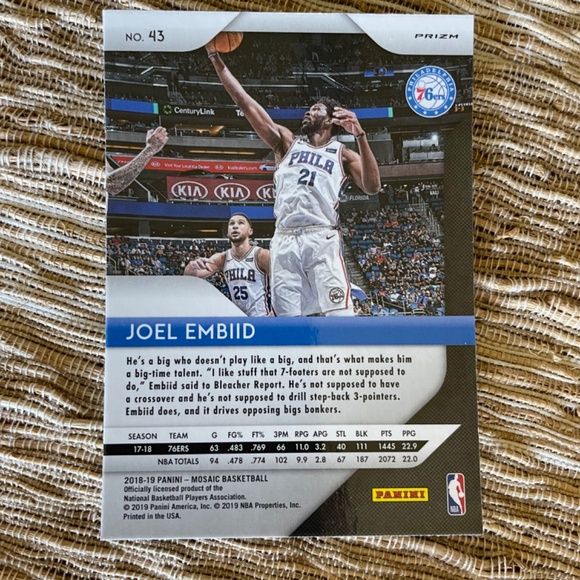 NO. 43
PRIZM
PHILADELPHIA
76ers
CenturyLink
KIA KIA KIA
FLORIDA
PHILA
21
PHILA
25
JOEL EMBIID
He's a big who doesn't play like a big, and that's what makes him
a big-time talent. "I like stuff that 7-footers are not supposed to
do," Embiid said to Bleacher Report. He's not supposed to have
a crossover and he's not supposed to drill step-back 3-pointers.
Embiid does, and it drives opposing bigs bonkers.
SEASON TEAM G FG% FT% 3PM RPG APG STL BLK PTS PPG
17-18 76ERS 63 .483 .769 66 11.0 3.2 40 111 1445 22.9
NBA TOTALS 94 .478 .774 102 9.9 2.8 67 187 2072 22.0
2018-19 PANINI – MOSAIC BASKETBALL
Officially licensed product of the
National Basketball Players Association.
© 2019 Panini America, Inc. © 2019 NBA Properties, Inc.
Printed in the USA.
PANINI
NBA